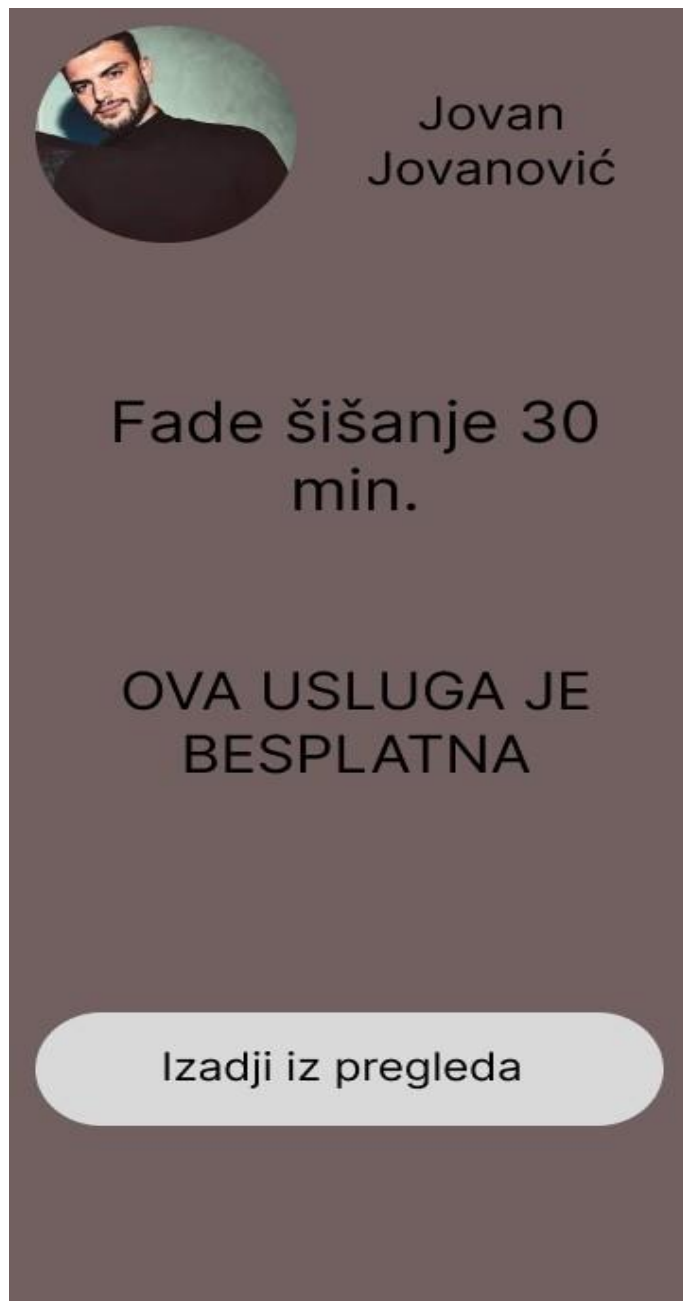 Jovan
Jovanović
Fade šišanje 30
min.
OVA USLUGA JE
BESPLATNA
Izadji iz pregleda